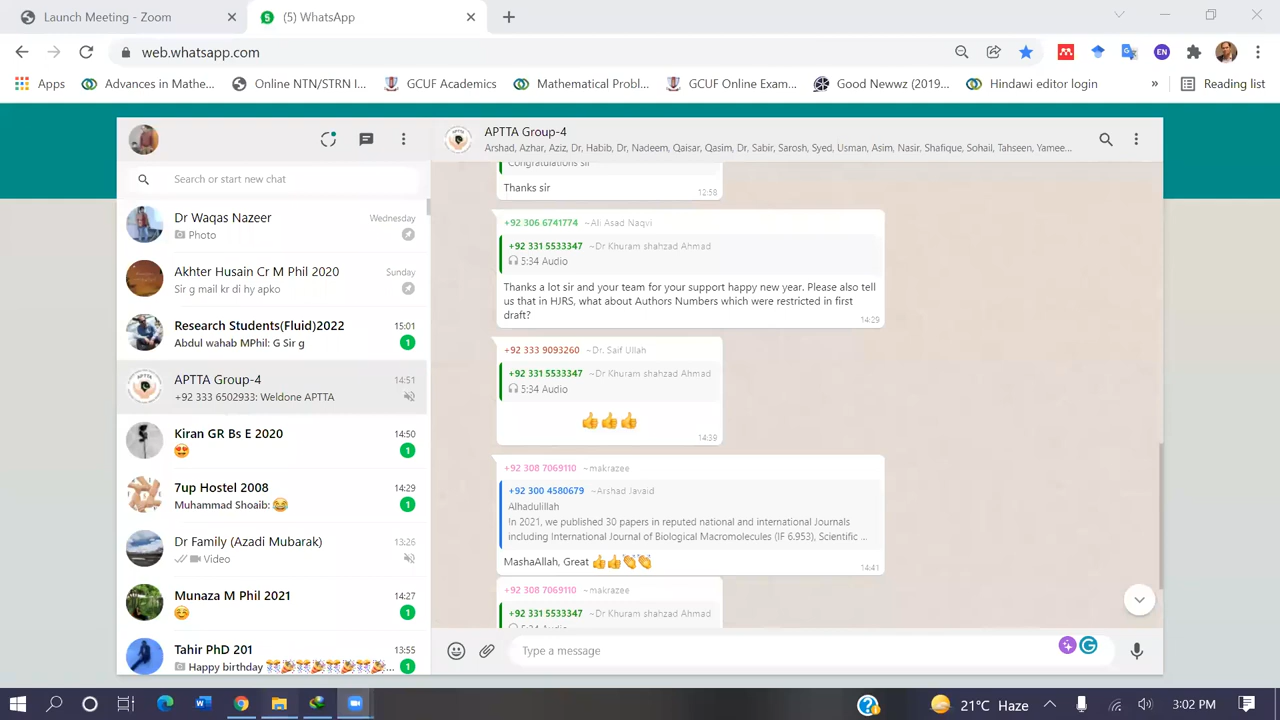 Launch Meeting - Zoom
(5) WhatsApp
web.whatsapp.com
EN
Apps
Advances in Mathe...
Online NTN/STRN I...
GCUF Academics
Mathematical Probl...
GCUF Online Exam...
Good Newwz (2019...
Hindawi editor login
»
Reading list
Search or start new chat
Dr Waqas Nazeer
Wednesday
Photo
Akhter Husain Cr M Phil 2020
Sunday
Sir g mail kr di hy apko
Research Students(Fluid)2022
15:01
Abdul wahab MPhil: G Sir g
1
APTTA Group-4
14:51
+92 333 6502933: Weldone APTTA
Kiran GR Bs E 2020
14:50
😍
1
7up Hostel 2008
14:29
Muhammad Shoaib: 😂
1
Dr Family (Azadi Mubarak)
13:26
Video
Munaza M Phil 2021
14:27
☺️
1
Tahir PhD 201
13:55
Happy birthday 🎊🎉🎊🎉🎊🎉🎊🎉...
1
APTTA Group-4
Arshad, Azhar, Aziz, Dr. Habib, Dr, Nadeem, Qaisar, Qasim, Dr. Sabir, Sarosh, Syed, Usman, Asim, Nasir. Shafique, Sohail, Tahseen, Yamee...
Congratulations sir
Thanks sir
12:58
+92 306 6741774 ~Ali Asad Naqvi
+92 331 5533347 ~Dr Khuram shahzad Ahmad
5:34 Audio
Thanks a lot sir and your team for your support happy new year. Please also tell
us that in HJRS, what about Authors Numbers which were restricted in first
draft?
14:29
+92 333 9093260 ~Dr. Saif Ullah
+92 331 5533347 ~Dr Khuram shahzad Ahmad
5:34 Audio
👍👍👍
14:39
+92 308 7069110 ~makrazee
+92 300 4580679 ~Arshad Javaid
Alhadulillah
In 2021, we published 30 papers in reputed national and international Journals
including International Journal of Biological Macromolecules (IF 6.953), Scientific ...
MashaAllah, Great 👍👍👏👏
14:41
+92 308 7069110 ~makrazee
+92 331 5533347 ~Dr Khuram shahzad Ahmad
5:34 Audio
Type a message
21°C Haze
3:02 PM